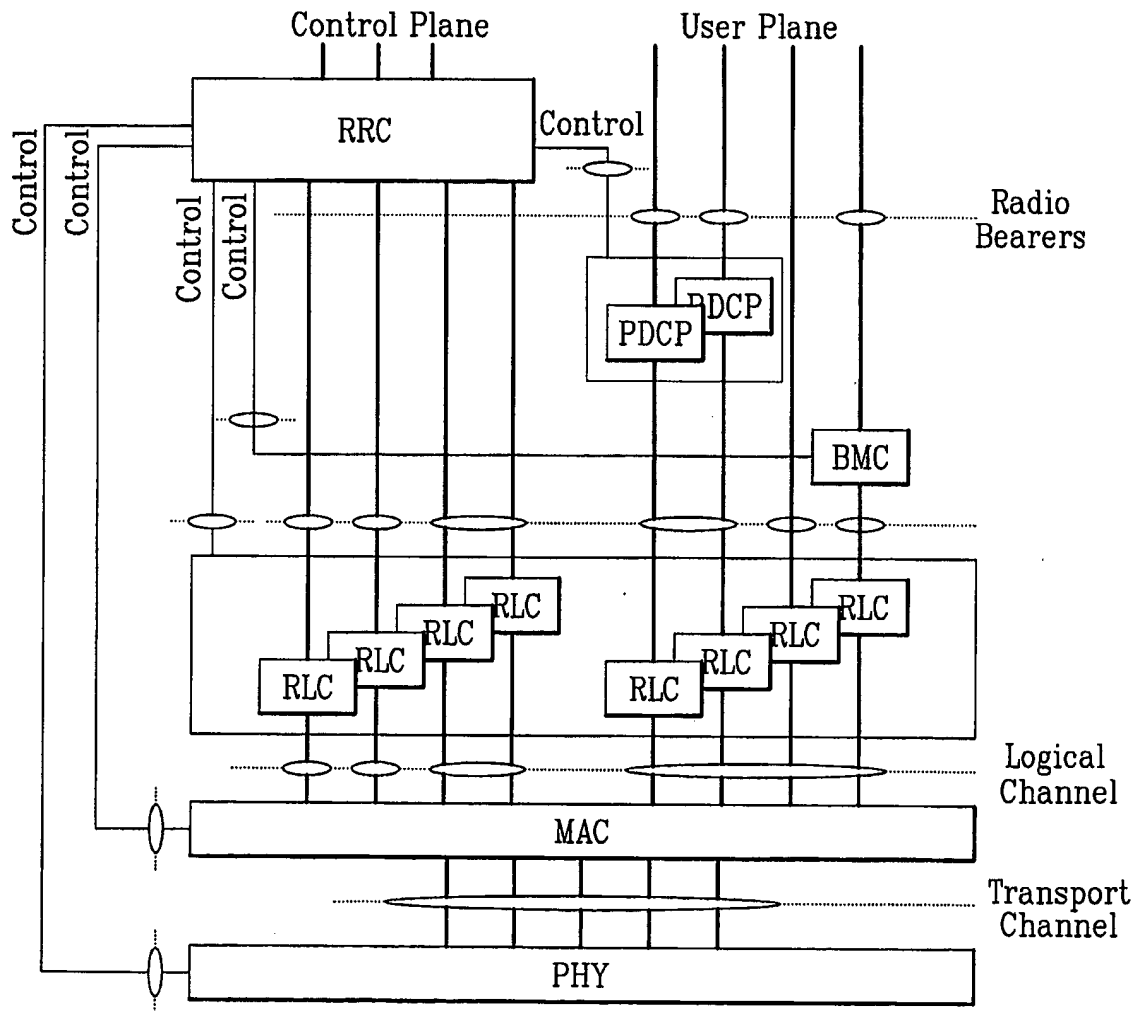 Control Plane
User Plane
RRC
Control
Control
Control
Control
Control
Radio
Bearers
PDCP
PDCP
BMC
RLC
RLC
RLC
RLC
RLC
RLC
RLC
RLC
Logical
Channel
MAC
Transport
Channel
PHY